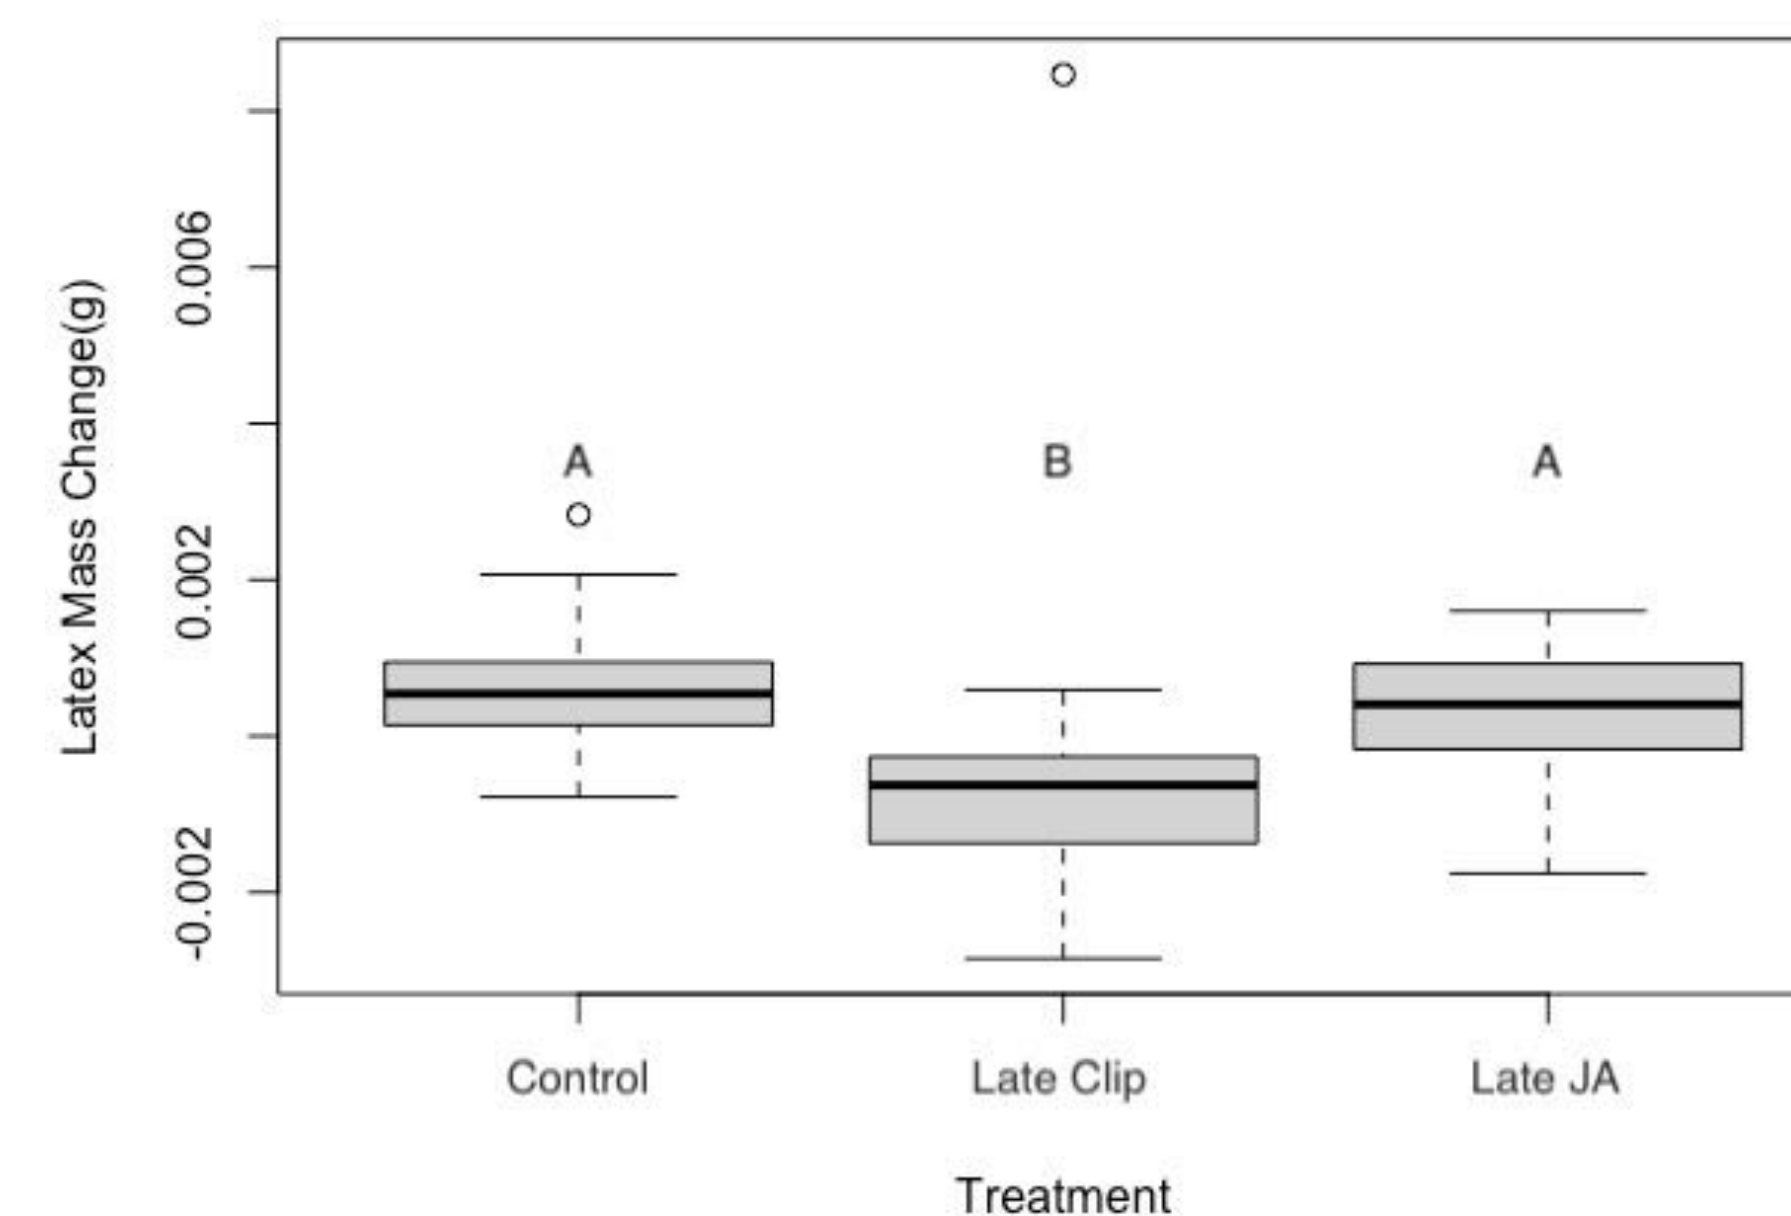 Latex Mass Change(g)
0.006
0.002
-0.002
A
B
A
Control
Late Clip
Late JA
Treatment